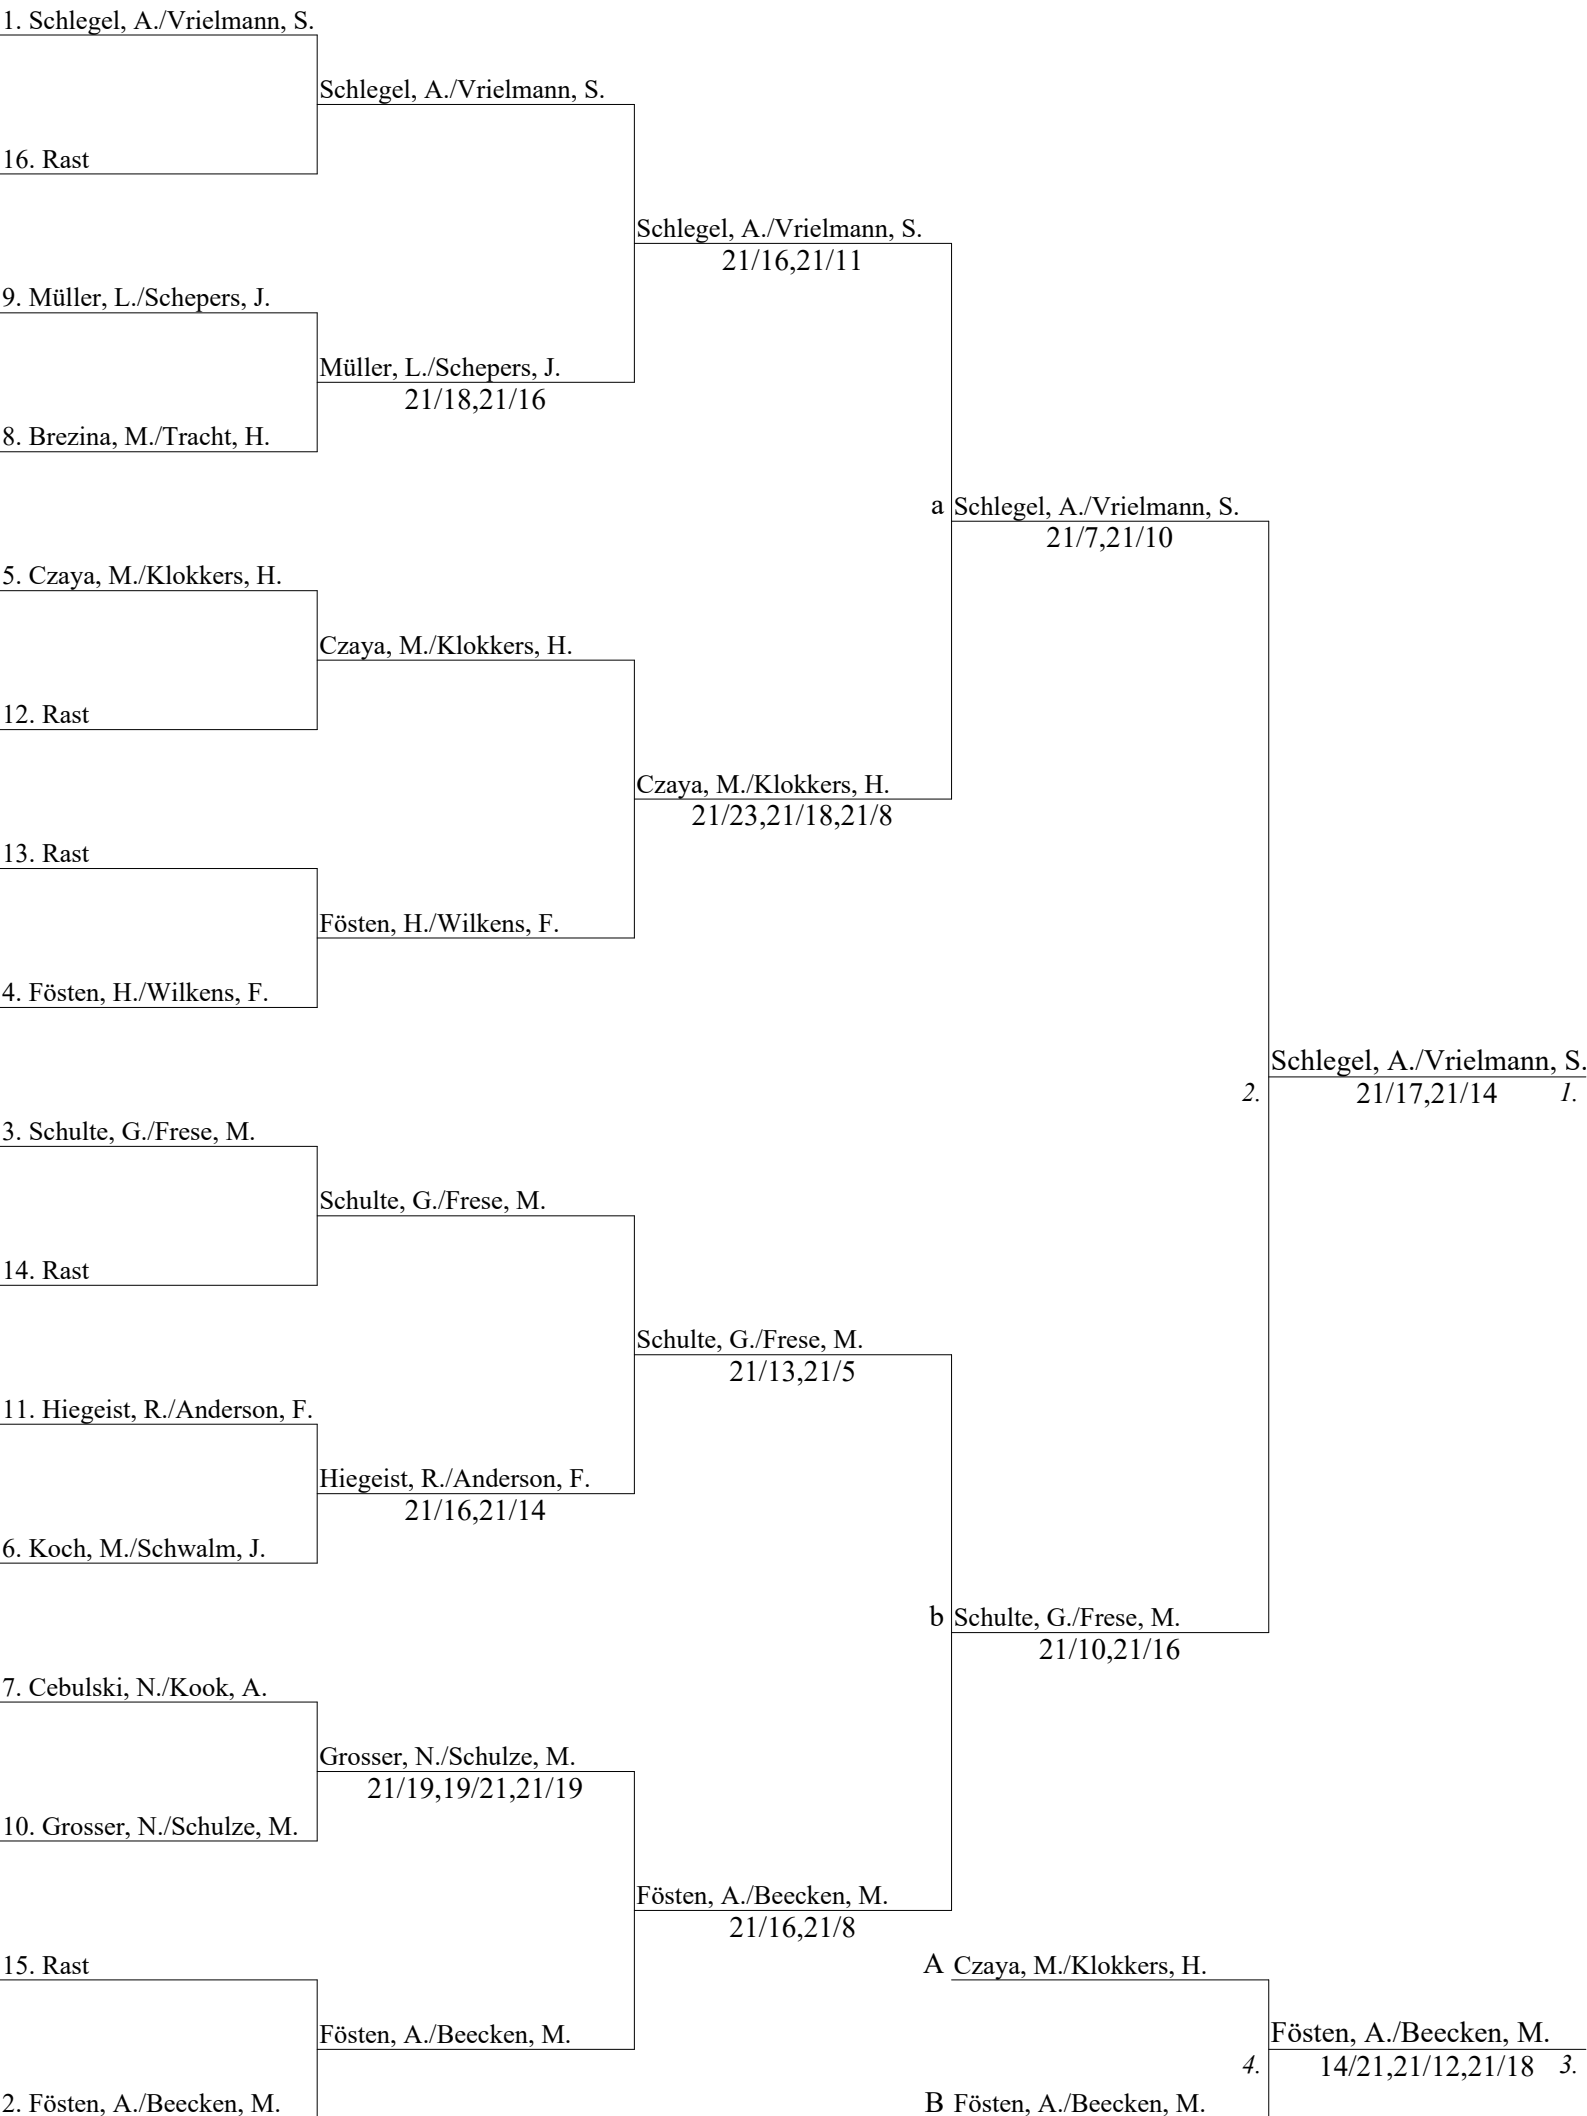 1. Schlegel, A./Vrielmann, S.
Schlegel, A./Vrielmann, S.
16. Rast
Schlegel, A./Vrielmann, S.
21/16,21/11
9. Müller, L./Schepers, J.
Müller, L./Schepers, J.
21/18,21/16
8. Brezina, M./Tracht, H.
a Schlegel, A./Vrielmann, S.
21/7,21/10
5. Czaya, M./Klokkers, H.
Czaya, M./Klokkers, H.
12. Rast
Czaya, M./Klokkers, H.
21/23,21/18,21/8
13. Rast
Fösten, H./Wilkens, F.
4. Fösten, H./Wilkens, F.
Schlegel, A./Vrielmann, S.
2. 21/17,21/14 1.
3. Schulte, G./Frese, M.
Schulte, G./Frese, M.
14. Rast
Schulte, G./Frese, M.
21/13,21/5
11. Hiegeist, R./Anderson, F.
Hiegeist, R./Anderson, F.
21/16,21/14
6. Koch, M./Schwalm, J.
b Schulte, G./Frese, M.
21/10,21/16
7. Cebulski, N./Kook, A.
Grosser, N./Schulze, M.
21/19,19/21,21/19
10. Grosser, N./Schulze, M.
Fösten, A./Beecken, M.
21/16,21/8
15. Rast
A Czaya, M./Klokkers, H.
Fösten, A./Beecken, M.
Fösten, A./Beecken, M.
4. 14/21,21/12,21/18 3.
2. Fösten, A./Beecken, M.
B Fösten, A./Beecken, M.